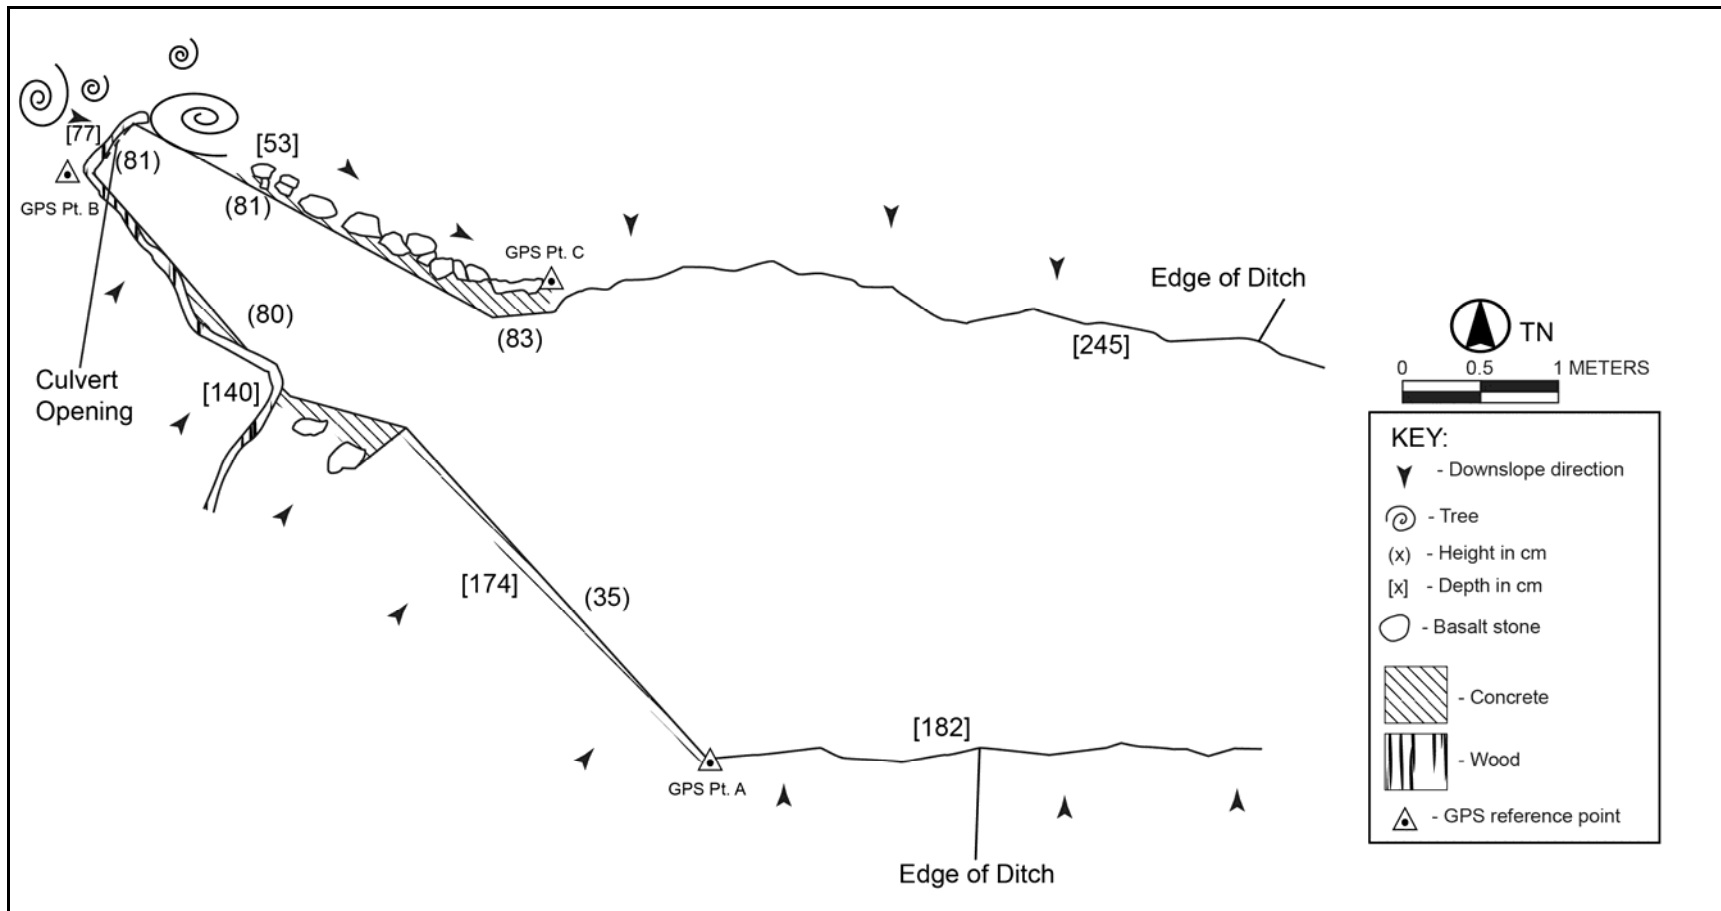 [77]
(81)
[53]
GPS Pt. B
(81)
GPS Pt. C
Edge of Ditch
(80)
(83)
[245]
TN
0 0.5 1 METERS
Culvert
Opening
[140]
KEY:
- Downslope direction
- Tree
(x) - Height in cm
[x] - Depth in cm
- Basalt stone
- Concrete
- Wood
- GPS reference point
[174]
(35)
[182]
GPS Pt. A
Edge of Ditch